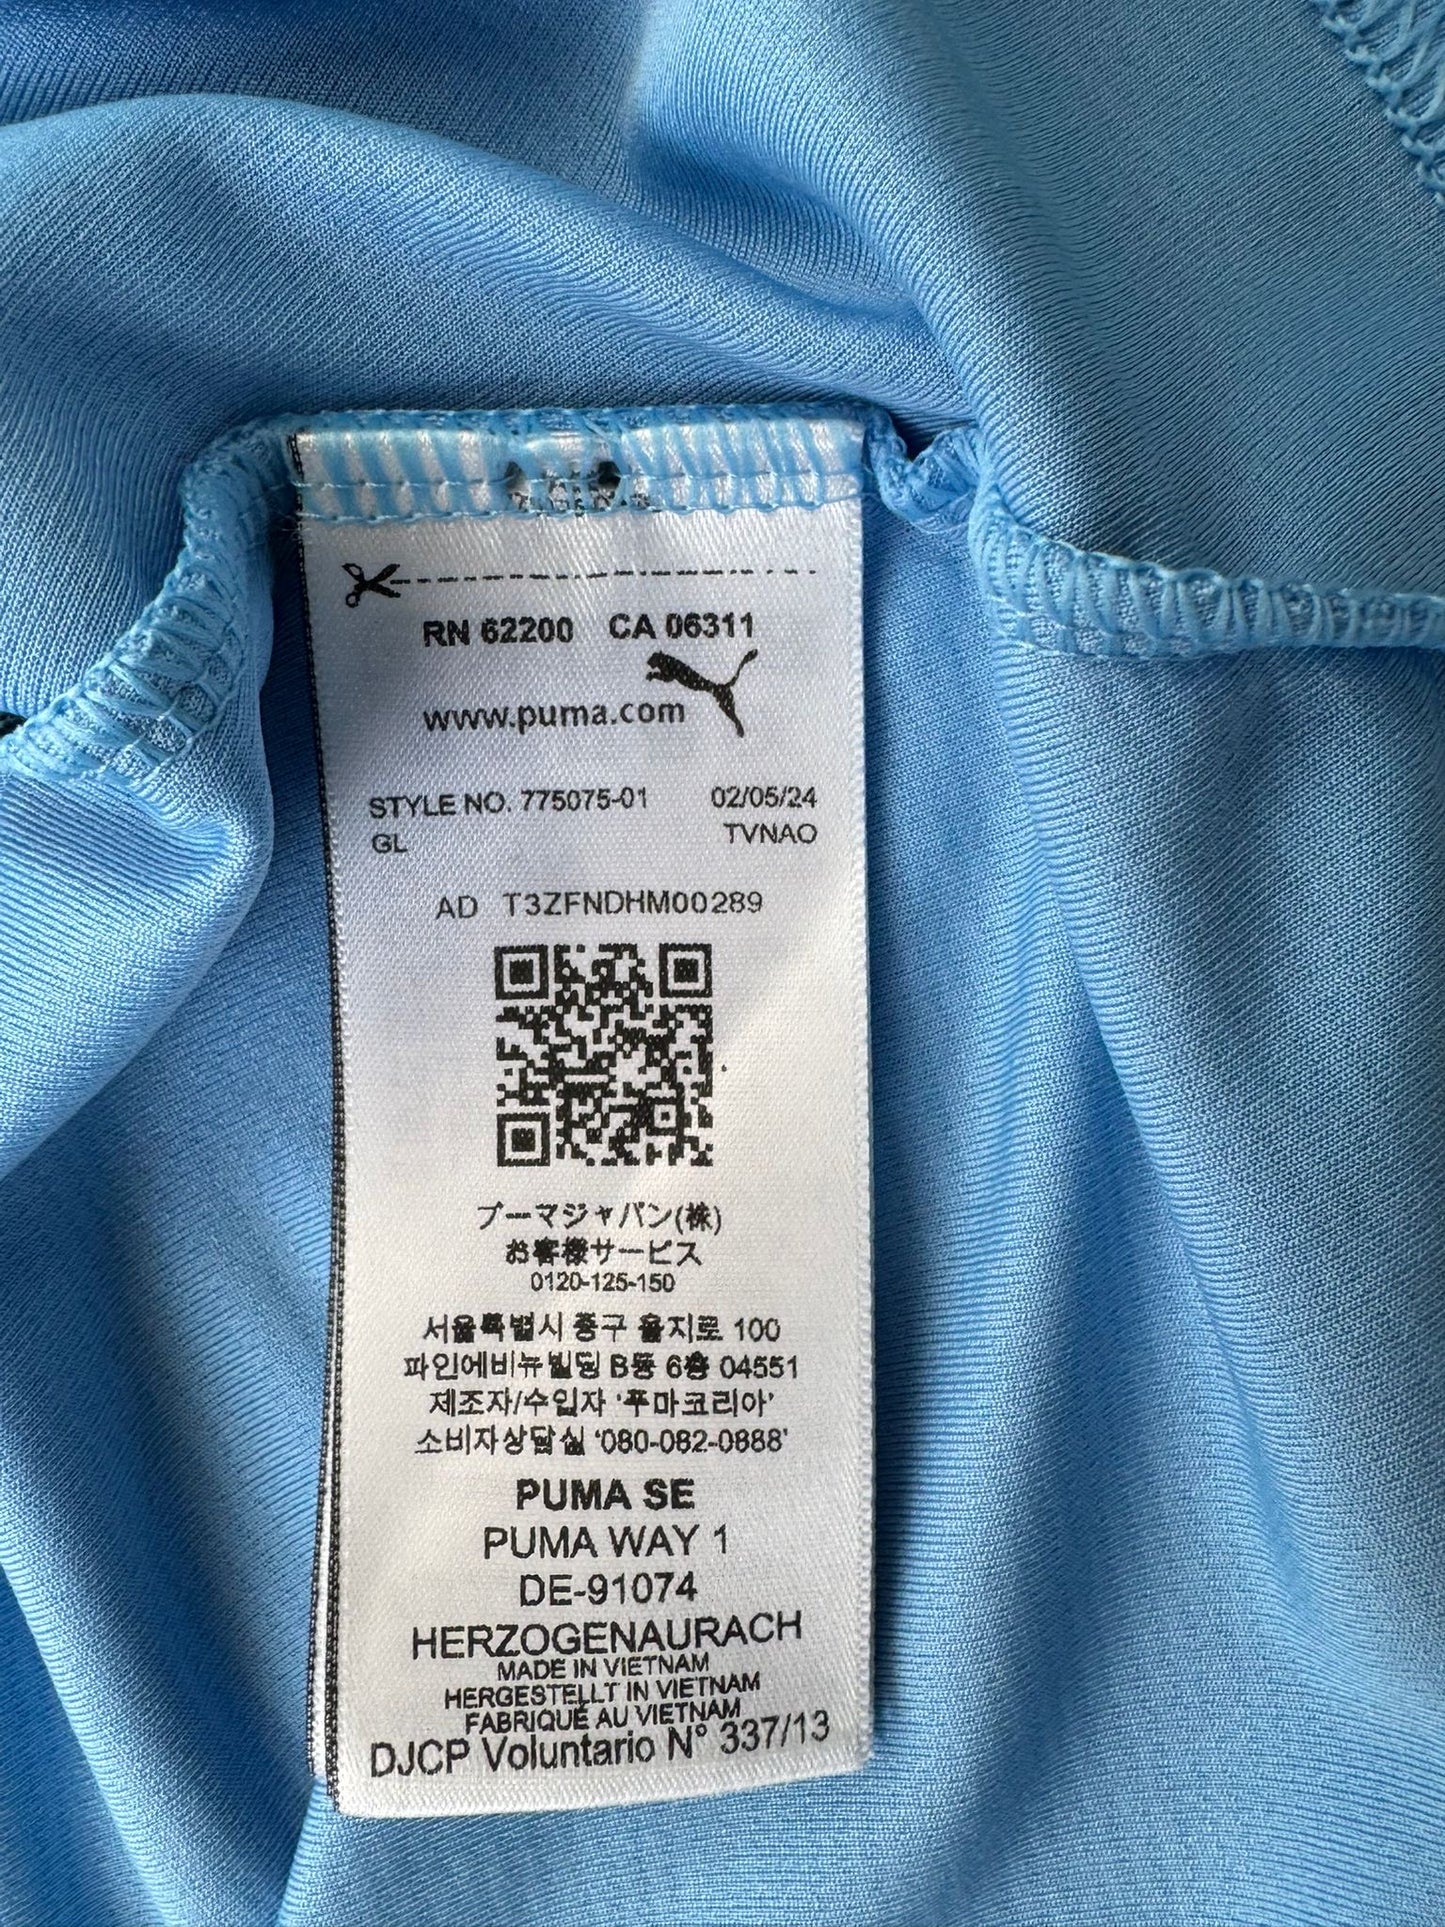 RN 62200 CA 06311
www.puma.com
STYLE NO. 775075-01 02/05/24
GL TVNAO
AD T3ZFNDHM00289
プーマジャパン(株)
お客様サービス
0120-125-150
서울특별시 중구 을지로 100
파인에비뉴빌딩 B동 6층 04551
제조자/수입자 '푸마코리아'
소비자상담실 '080-082-0888'
PUMA SE
PUMA WAY 1
DE-91074
HERZOGENAURACH
MADE IN VIETNAM
HERGESTELLT IN VIETNAM
FABRIQUÉ AU VIETNAM
DJCP Voluntario N° 337/13